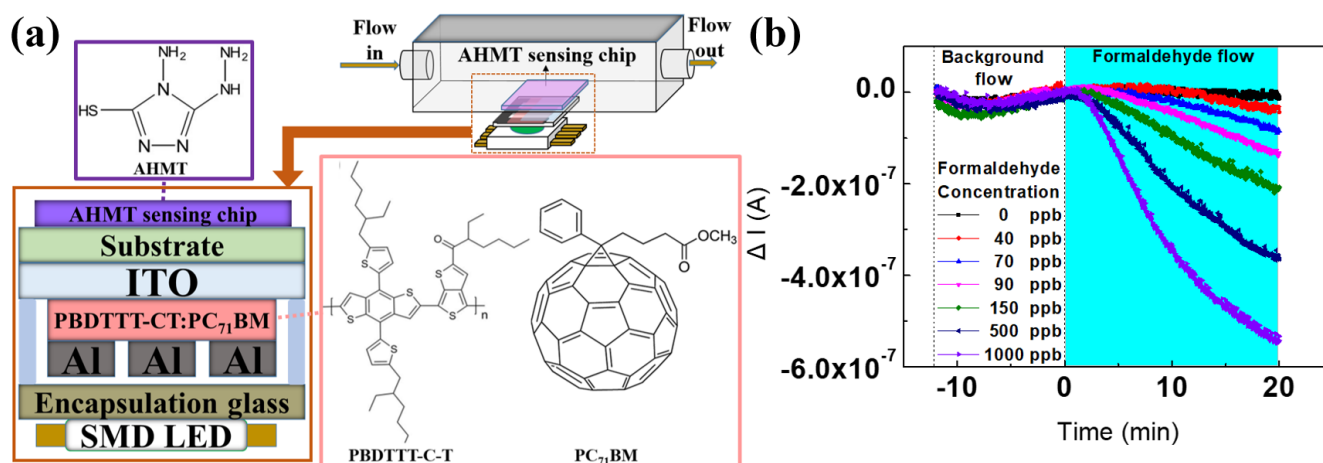 (a)
NH₂
NH₂
N
NH
HS
N
N
AHMT
Flow
in
Flow
out
AHMT sensing chip
AHMT sensing chip
Substrate
ITO
PBDTTT-CT:PC₇₁BM
Al Al Al
Encapsulation glass
SMD LED
S
O
S
S
S
S
S
S
n
PBDTTT-C-T
OCH₃
O
PC₇₁BM
(b)
Background
flow
Formaldehyde flow
0.0
-2.0x10⁻⁷
-4.0x10⁻⁷
-6.0x10⁻⁷
Δ I (A)
Formaldehyde
Concentration
0 ppb
40 ppb
70 ppb
90 ppb
150 ppb
500 ppb
1000 ppb
-10 0 10 20
Time (min)